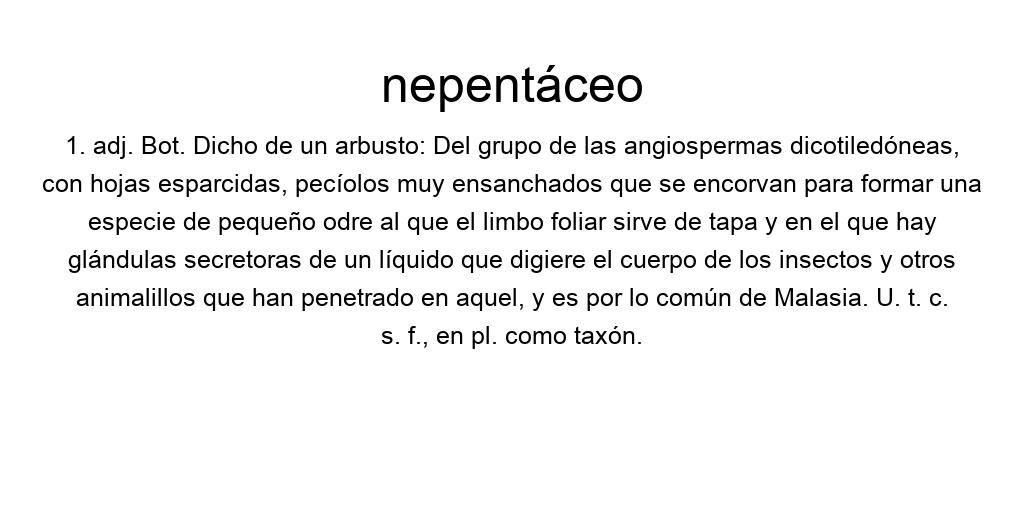 nepentáceo
1. adj. Bot. Dicho de un arbusto: Del grupo de las angiospermas dicotiledóneas,
con hojas esparcidas, pecíolos muy ensanchados que se encorvan para formar una
especie de pequeño odre al que el limbo foliar sirve de tapa y en el que hay
glándulas secretoras de un líquido que digiere el cuerpo de los insectos y otros
animalillos que han penetrado en aquel, y es por lo común de Malasia. U. t. c.
s. f., en pl. como taxón.